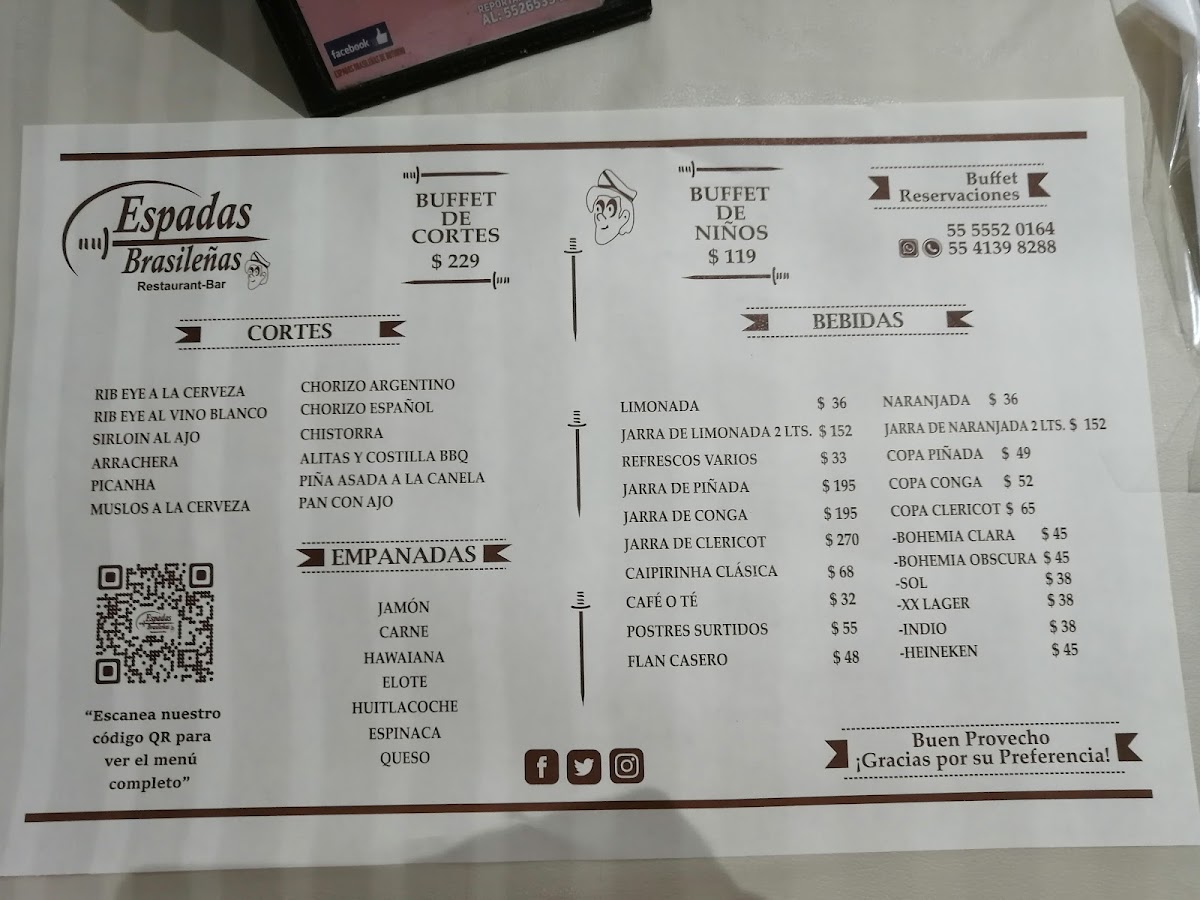 facebook
Espadas
Brasileñas
Restaurant-Bar
BUFFET
DE
CORTES
$ 229
BUFFET
DE
NIÑOS
$ 119
Buffet
Reservaciones
55 5552 0164
55 4139 8288
CORTES
RIB EYE A LA CERVEZA
RIB EYE AL VINO BLANCO
SIRLOIN AL AJO
ARRACHERA
PICANHA
MUSLOS A LA CERVEZA
CHORIZO ARGENTINO
CHORIZO ESPAÑOL
CHISTORRA
ALITAS Y COSTILLA BBQ
PIÑA ASADA A LA CANELA
PAN CON AJO
EMPANADAS
JAMÓN
CARNE
HAWAIANA
ELOTE
HUITLACOCHE
ESPINACA
QUESO
Espadas
Brasileñas
“Escanea nuestro
código QR para
ver el menú
completo”
BEBIDAS
LIMONADA $ 36
JARRA DE LIMONADA 2 LTS. $ 152
REFRESCOS VARIOS $ 33
JARRA DE PIÑADA $ 195
JARRA DE CONGA $ 195
JARRA DE CLERICOT $ 270
CAIPIRINHA CLÁSICA $ 68
CAFÉ O TÉ $ 32
POSTRES SURTIDOS $ 55
FLAN CASERO $ 48
NARANJADA $ 36
JARRA DE NARANJADA 2 LTS. $ 152
COPA PIÑADA $ 49
COPA CONGA $ 52
COPA CLERICOT $ 65
-BOHEMIA CLARA $ 45
-BOHEMIA OBSCURA $ 45
-SOL $ 38
-XX LAGER $ 38
-INDIO $ 38
-HEINEKEN $ 45
Buen Provecho
¡Gracias por su Preferencia!